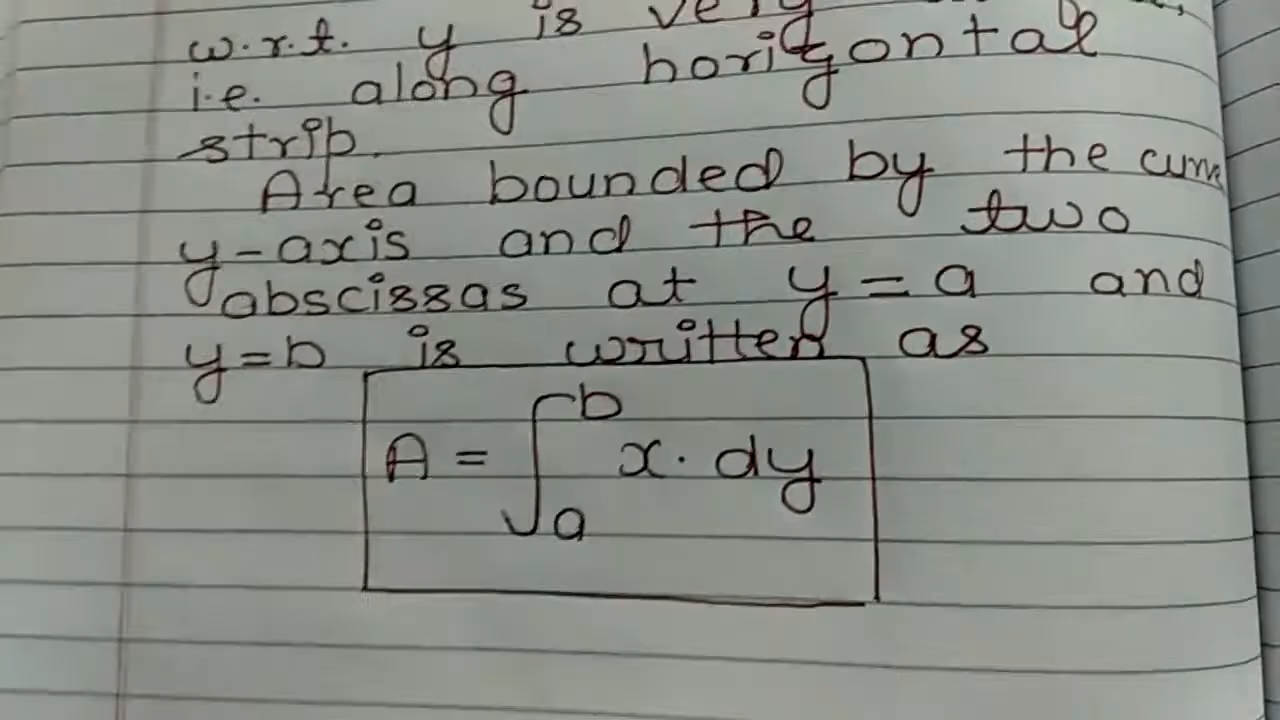 w.r.t. y is
i.e. along horizontal
strip.
Area bounded by the curve
y-axis and the two
abscissas at y = a and
y = b is written as
A = ∫_a^b x · dy